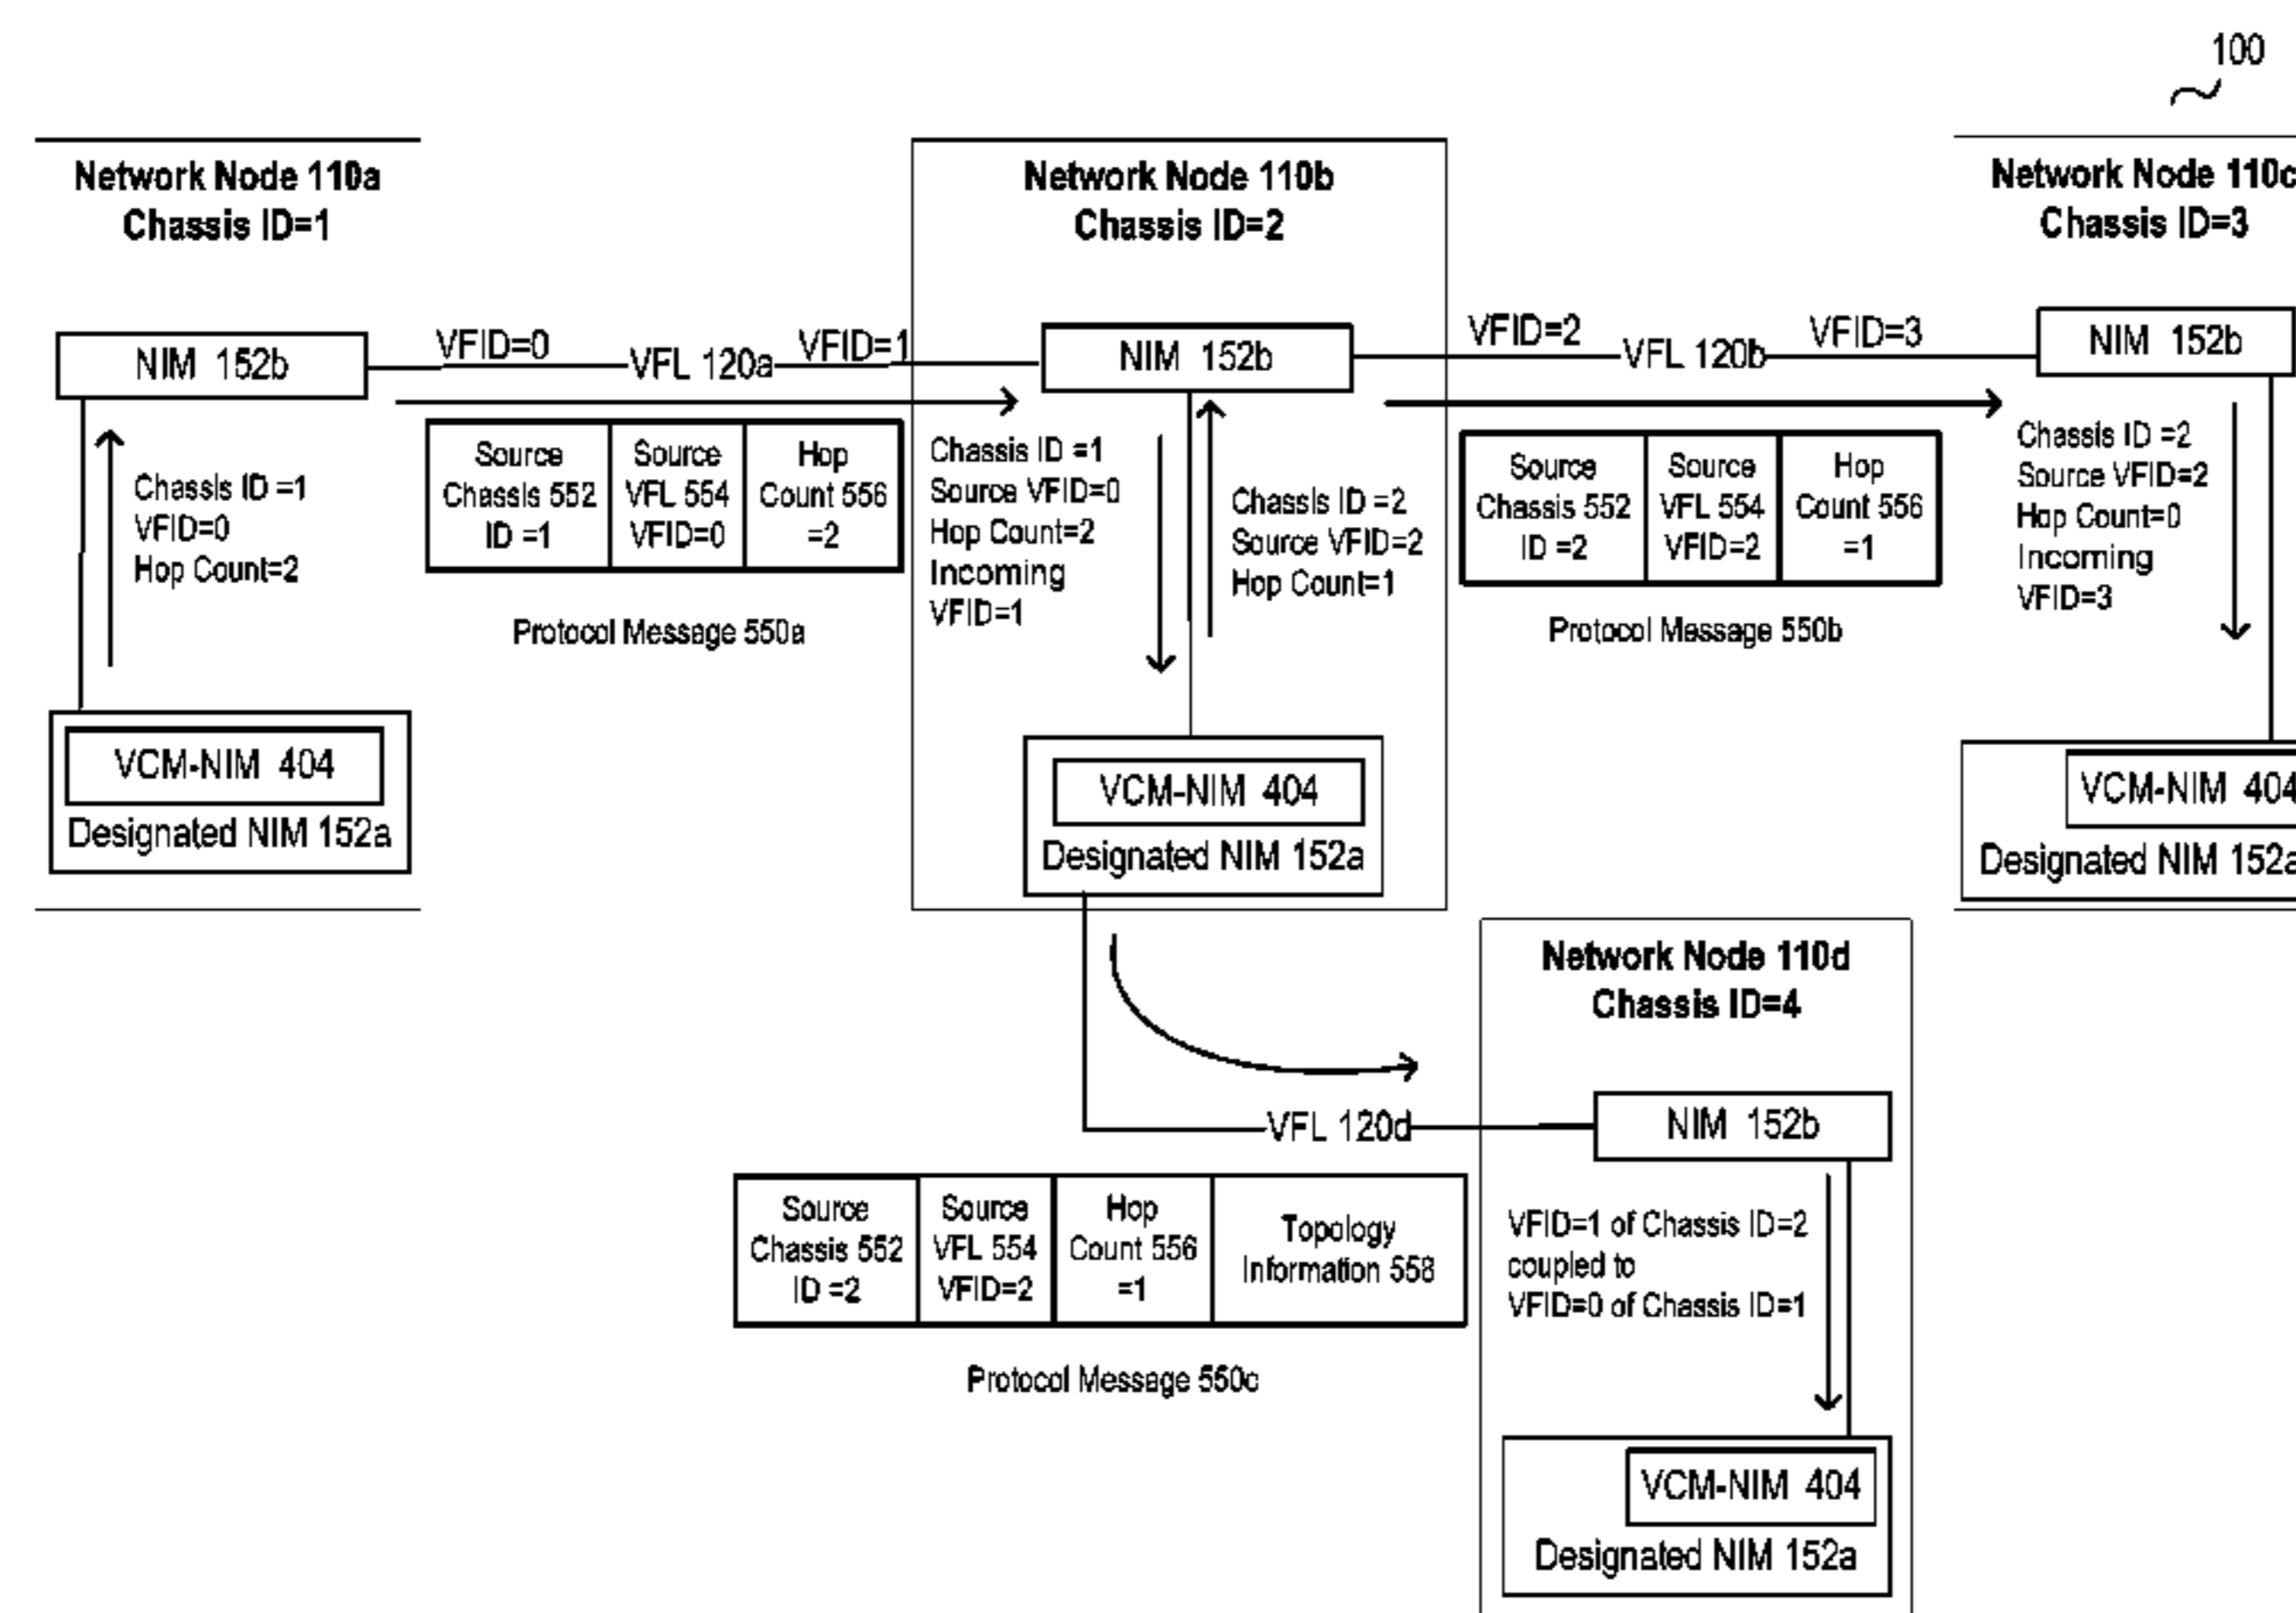 100
Network Node 110a
Chassis ID=1
Network Node 110b
Chassis ID=2
Network Node 110c
Chassis ID=3
NIM 152b
VFID=0
VFL 120a
VFID=1
NIM 152b
VFID=2
VFL 120b
VFID=3
NIM 152b
Chassis ID =1
VFID=0
Hop Count=2
Source
Chassis 552
ID =1
Source
VFL 554
VFID=0
Hop
Count 556
=2
Protocol Message 550a
Chassis ID =1
Source VFID=0
Hop Count=2
Incoming
VFID=1
Chassis ID =2
Source VFID=2
Hop Count=1
Source
Chassis 552
ID =2
Source
VFL 554
VFID=2
Hop
Count 556
=1
Protocol Message 550b
Chassis ID =2
Source VFID=2
Hop Count=0
Incoming
VFID=3
VCM-NIM 404
Designated NIM 152a
VCM-NIM 404
Designated NIM 152a
VCM-NIM 404
Designated NIM 152a
Network Node 110d
Chassis ID=4
VFL 120d
NIM 152b
Source
Chassis 552
ID =2
Source
VFL 554
VFID=2
Hop
Count 556
=1
Topology
Information 558
Protocol Message 550c
VFID=1 of Chassis ID=2
coupled to
VFID=0 of Chassis ID=1
VCM-NIM 404
Designated NIM 152a